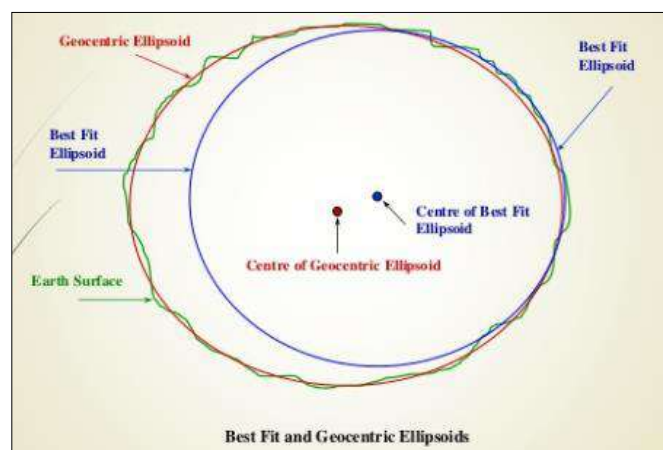 Geocentric Ellipsoid
Best Fit
Ellipsoid
Best Fit
Ellipsoid
Centre of Best Fit
Ellipsoid
Centre of Geocentric Ellipsoid
Earth Surface
Best Fit and Geocentric Ellipsoids